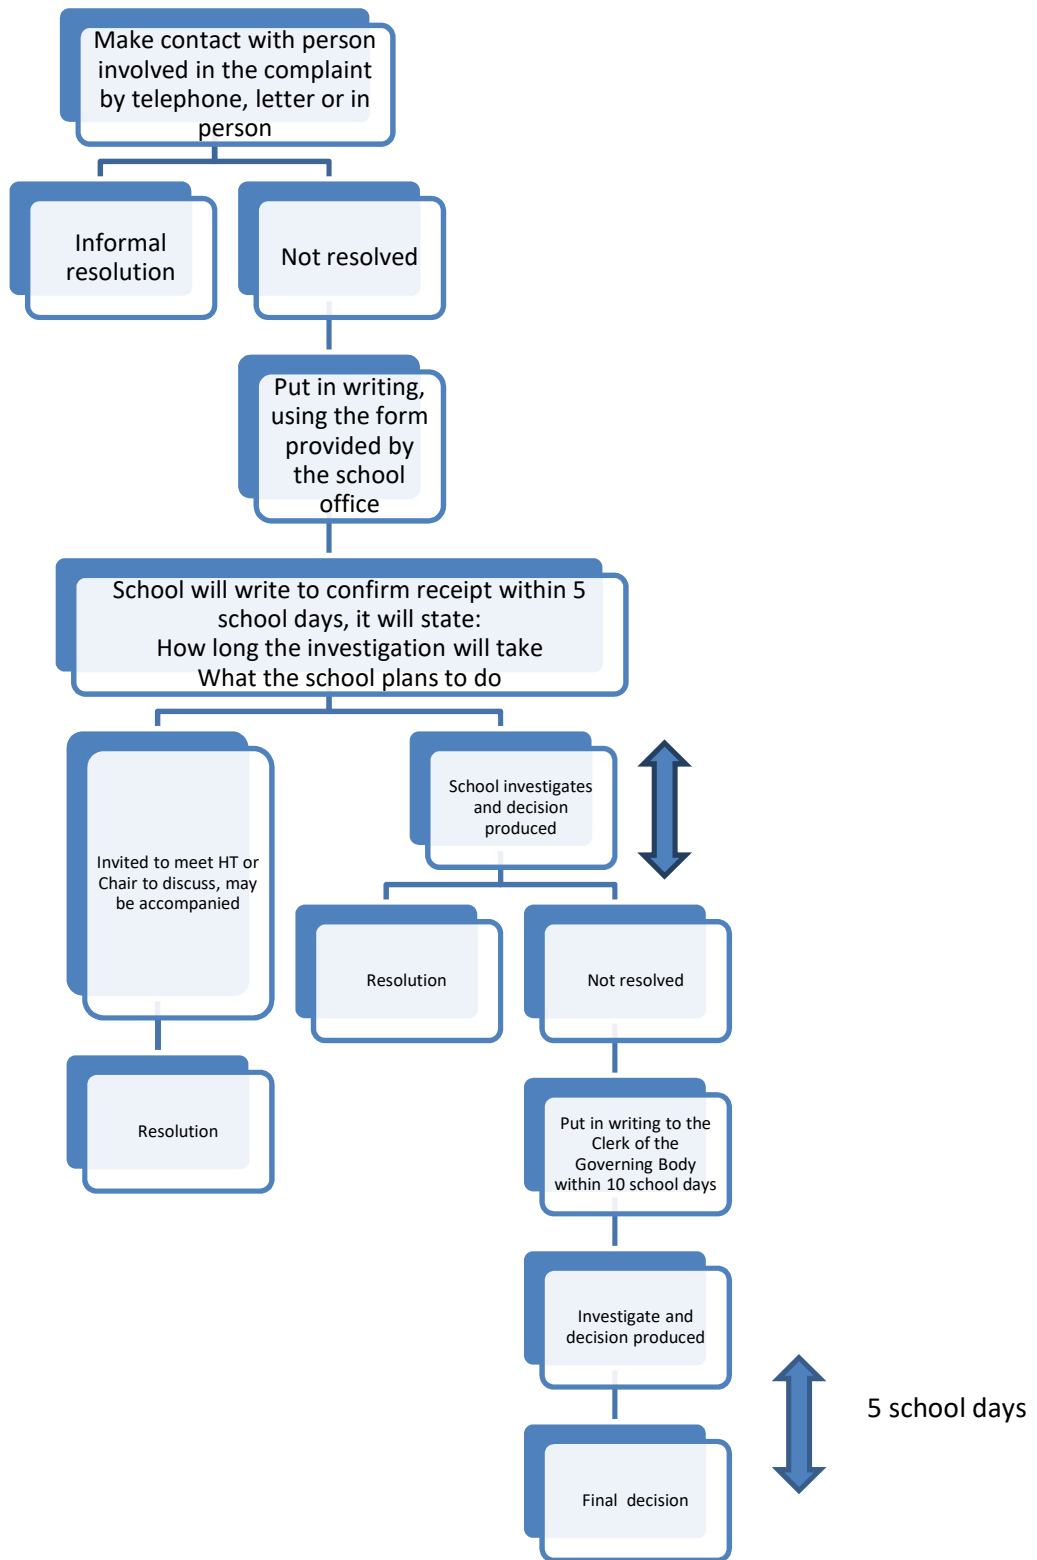 Make contact with person
involved in the complaint
by telephone, letter or in
person
Informal
resolution
Not resolved
Put in writing,
using the form
provided by
the school
office
School will write to confirm receipt within 5
school days, it will state:
How long the investigation will take
What the school plans to do
Invited to meet HT or
Chair to discuss, may
be accompanied
School investigates
and decision
produced
Resolution
Not resolved
Resolution
Put in writing to the
Clerk of the
Governing Body
within 10 school days
Investigate and
decision produced
5 school days
Final  decision